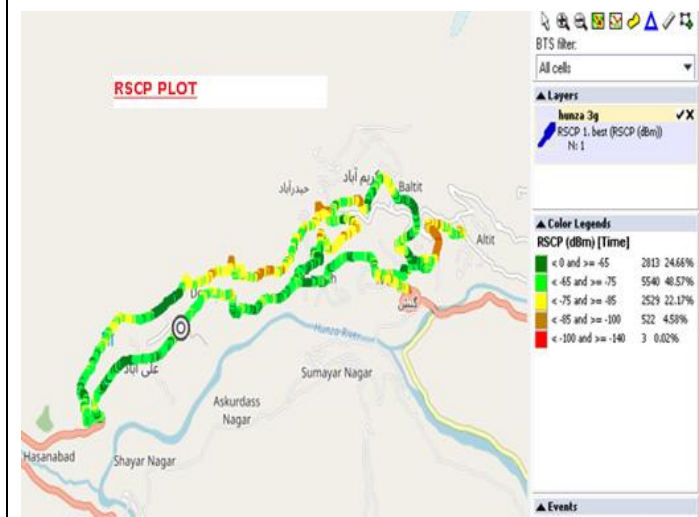 RSCP PLOT
حیدرآباد
کریم آباد
Baltit
Altit
گنش
علی آباد
Hunza River
Sumayar Nagar
Askurdass
Nagar
Hasanabad
Shayar Nagar
BTS filter:
All cells
Layers
hunza 3g
RSCP 1. best (RSCP (dBm))
N: 1
Color Legends
RSCP (dBm) [Time]
< 0 and >= -65 2813 24.66%
< -65 and >= -75 5540 48.57%
< -75 and >= -85 2529 22.17%
< -85 and >= -100 522 4.58%
< -100 and >= -140 3 0.02%
Events